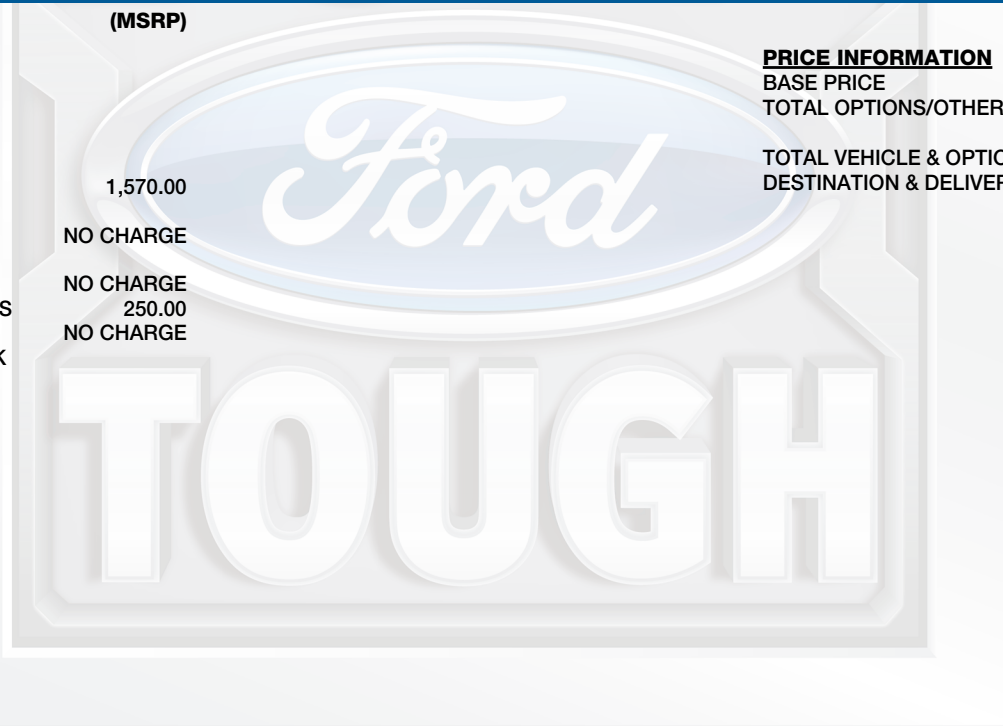 (MSRP)
1,570.00
NO CHARGE
NO CHARGE
S 250.00
NO CHARGE
K
PRICE INFORMATION
BASE PRICE
TOTAL OPTIONS/OTHER
TOTAL VEHICLE & OPTIO
DESTINATION & DELIVER
Ford
TOUGH